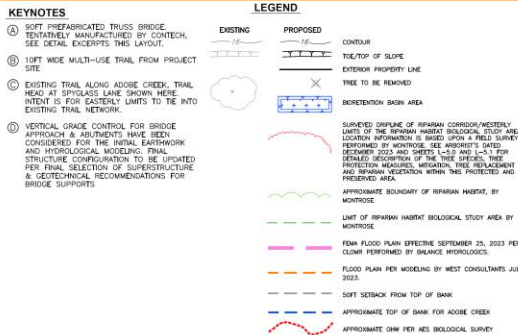 KEYNOTES
A 90FT PREFABRICATED TRUSS BRIDGE.
TENTATIVELY MANUFACTURED BY CONTECH,
SEE DETAIL EXCERPTS THIS LAYOUT.
B 10FT WIDE MULTI-USE TRAIL FROM PROJECT
SITE
C EXISTING TRAIL ALONG ADOBE CREEK, TRAIL
HEAD AT SPYGLASS LANE SHOWN HERE.
INTENT IS FOR EASTERLY LIMITS TO TIE INTO
EXISTING TRAIL NETWORK.
D VERTICAL GRADE CONTROL FOR BRIDGE
APPROACH & ABUTMENTS HAVE BEEN
CONSIDERED FOR THE INITIAL EARTHWORK
AND HYDROLOGICAL MODELING. FINAL
STRUCTURE CONFIGURATION TO BE UPDATED
PER FINAL SELECTION OF SUPERSTRUCTURE
& GEOTECHNICAL RECOMMENDATIONS FOR
BRIDGE SUPPORTS
LEGEND
EXISTING PROPOSED
16 16 CONTOUR
TOE/TOP OF SLOPE
EXTERIOR PROPERTY LINE
TREE TO BE REMOVED
BIORETENTION BASIN AREA
SURVEYED DRIPLINE OF RIPARIAN CORRIDOR/WESTERLY
LIMITS OF THE RIPARIAN HABITAT BIOLOGICAL STUDY AREA.
LOCATION INFORMATION IS BASED UPON A FIELD SURVEY
PERFORMED BY MONTROSE. SEE ARBORIST'S DATED
DECEMBER 2023 AND SHEETS L-5.0 AND L-5.1 FOR
DETAILED DESCRIPTION OF THE TREE SPECIES, TREE
PROTECTION MEASURES, MITIGATION, TREE REPLACEMENT
AND RIPARIAN VEGETATION WITHIN THIS PROTECTED AND
PRESERVED AREA.
APPROXIMATE BOUNDARY OF RIPARIAN HABITAT, BY
MONTROSE
LIMIT OF RIPARIAN HABITAT BIOLOGICAL STUDY AREA BY
MONTROSE
FEMA FLOOD PLAIN EFFECTIVE SEPTEMBER 25, 2023 PER
CLOMR PERFORMED BY BALANCE HYDROLOGICS.
FLOOD PLAIN PER MODELING BY WEST CONSULTANTS
2023.
50FT SETBACK FROM TOP OF BANK
APPROXIMATE TOP OF BANK FOR ADOBE CREEK
APPROXIMATE OHW PER AES BIOLOGICAL SURVEY